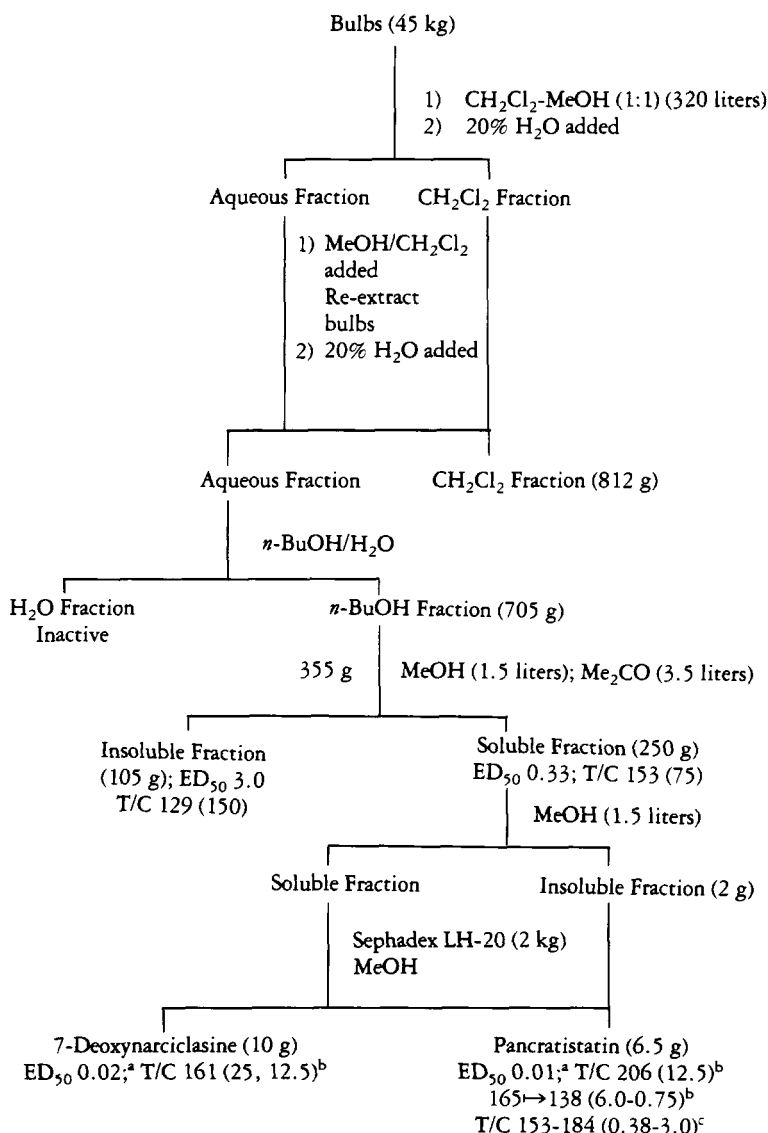 Bulbs (45 kg)
1) CH₂Cl₂-MeOH (1:1) (320 liters)
2) 20% H₂O added
Aqueous Fraction
CH₂Cl₂ Fraction
1) MeOH/CH₂Cl₂
added
Re-extract
bulbs
2) 20% H₂O added
Aqueous Fraction
CH₂Cl₂ Fraction (812 g)
n-BuOH/H₂O
H₂O Fraction
Inactive
n-BuOH Fraction (705 g)
355 g
MeOH (1.5 liters); Me₂CO (3.5 liters)
Insoluble Fraction
(105 g); ED₅₀ 3.0
T/C 129 (150)
Soluble Fraction (250 g)
ED₅₀ 0.33; T/C 153 (75)
MeOH (1.5 liters)
Soluble Fraction
Insoluble Fraction (2 g)
Sephadex LH-20 (2 kg)
MeOH
7-Deoxynarciclasine (10 g)
ED₅₀ 0.02;ᵃ T/C 161 (25, 12.5)ᵇ
Pancratistatin (6.5 g)
ED₅₀ 0.01;ᵃ T/C 206 (12.5)ᵇ
165↦138 (6.0-0.75)ᵇ
T/C 153-184 (0.38-3.0)ᶜ